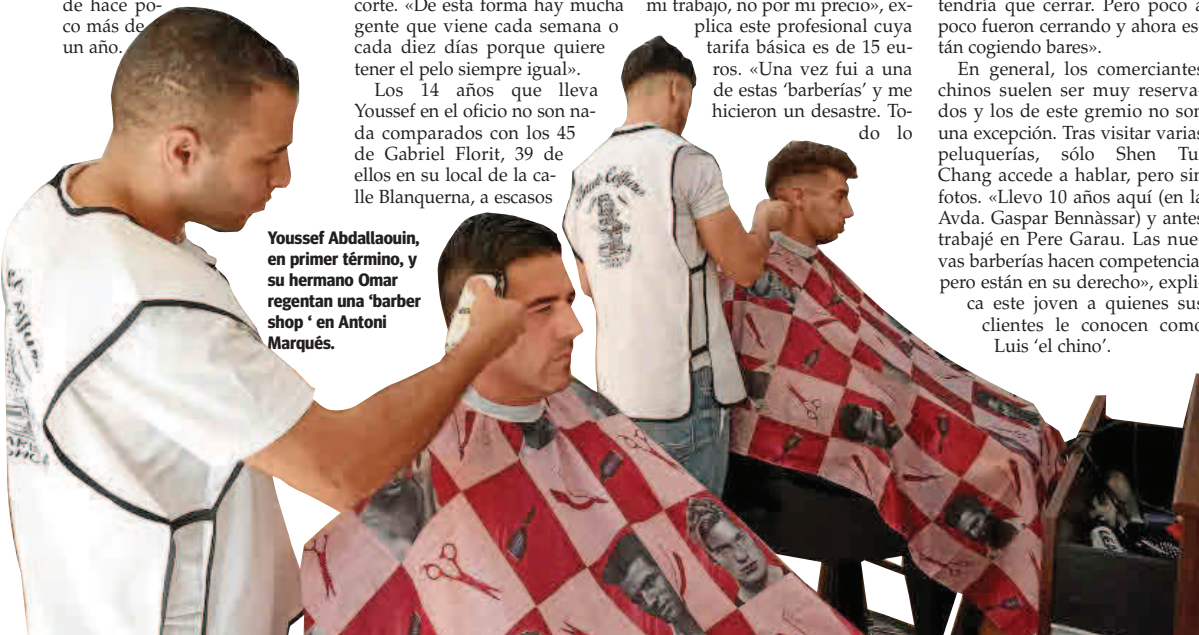 de hace po-
co más de
un año.
corte. «De esta forma hay mucha
gente que viene cada semana o
cada diez días porque quiere
tener el pelo siempre igual».
Los 14 años que lleva
Youssef en el oficio no son na-
da comparados con los 45
de Gabriel Florit, 39 de
ellos en su local de la ca-
lle Blanquerna, a escasos
Youssef Abdallaouin,
en primer término, y
su hermano Omar
regentan una ‘barber
shop ‘ en Antoni
Marqués.
mi trabajo, no por mi precio», ex-
plica este profesional cuya
tarifa básica es de 15 eu-
ros. «Una vez fui a una
de estas ‘barberías’ y me
hicieron un desastre. To-
do lo
tendría que cerrar. Pero poco a
poco fueron cerrando y ahora es-
tán cogiendo bares».
En general, los comerciantes
chinos suelen ser muy reserva-
dos y los de este gremio no son
una excepción. Tras visitar varias
peluquerías, sólo Shen Tu
Chang accede a hablar, pero sin
fotos. «Llevo 10 años aquí (en la
Avda. Gaspar Bennàssar) y antes
trabajé en Pere Garau. Las nue-
vas barberías hacen competencia,
pero están en su derecho», expli-
ca este joven a quienes sus
clientes le conocen como
Luis ‘el chino’.